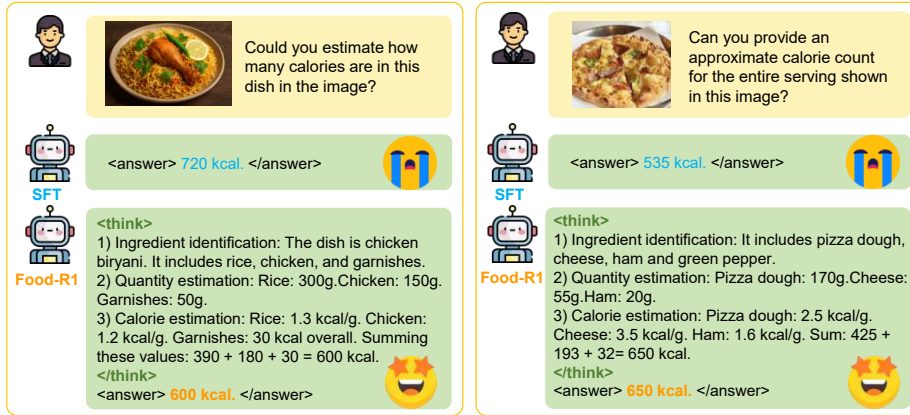 Could you estimate how
many calories are in this
dish in the image?
<answer> 720 kcal. </answer>
SFT
<think>
1) Ingredient identification: The dish is chicken
biryani. It includes rice, chicken, and garnishes.
2) Quantity estimation: Rice: 300g.Chicken: 150g.
Garnishes: 50g.
3) Calorie estimation: Rice: 1.3 kcal/g. Chicken:
1.2 kcal/g. Garnishes: 30 kcal overall. Summing
these values: 390 + 180 + 30 = 600 kcal.
</think>
<answer> 600 kcal. </answer>
Food-R1
Can you provide an
approximate calorie count
for the entire serving shown
in this image?
<answer> 535 kcal. </answer>
SFT
<think>
1) Ingredient identification: It includes pizza dough,
cheese, ham and green pepper.
2) Quantity estimation: Pizza dough: 170g.Cheese:
55g.Ham: 20g.
3) Calorie estimation: Pizza dough: 2.5 kcal/g.
Cheese: 3.5 kcal/g. Ham: 1.6 kcal/g. Sum: 425 +
193 + 32= 650 kcal.
</think>
<answer> 650 kcal. </answer>
Food-R1